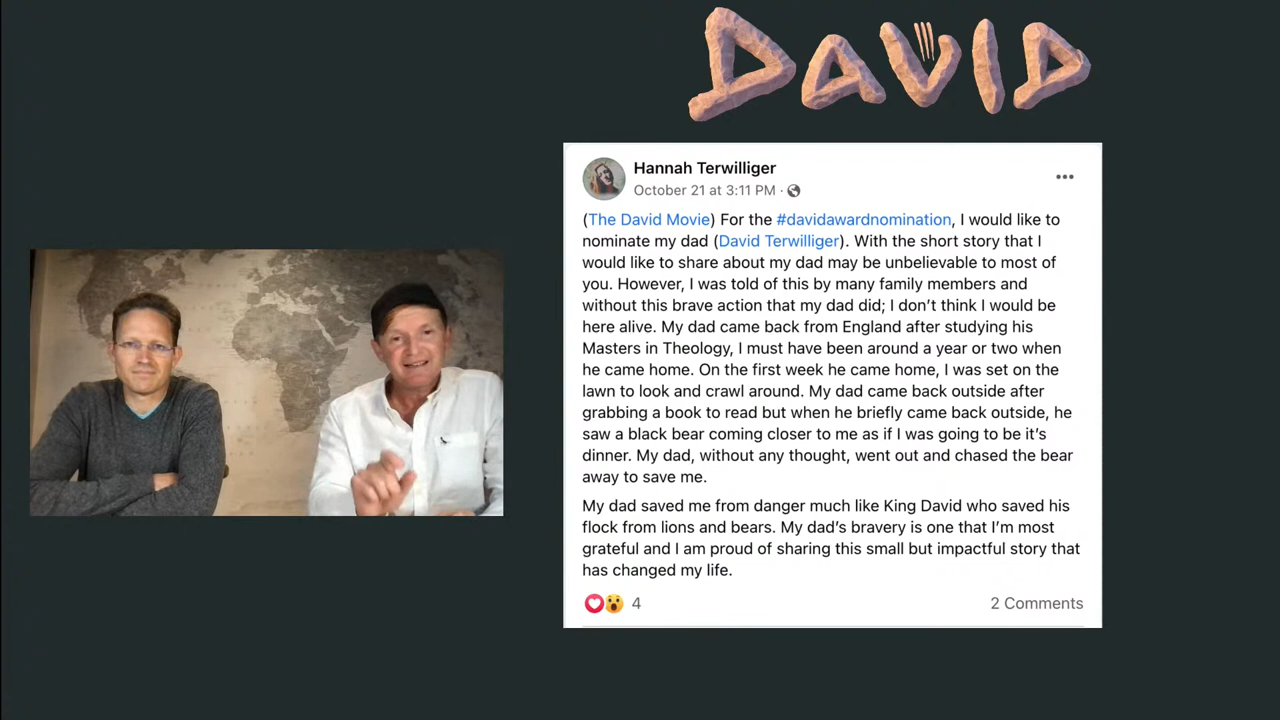 DAVID
Hannah Terwilliger
October 21 at 3:11 PM ·
(The David Movie) For the #davidawardnomination, I would like to
nominate my dad (David Terwilliger). With the short story that I
would like to share about my dad may be unbelievable to most of
you. However, I was told of this by many family members and
without this brave action that my dad did; I don’t think I would be
here alive. My dad came back from England after studying his
Masters in Theology, I must have been around a year or two when
he came home. On the first week he came home, I was set on the
lawn to look and crawl around. My dad came back outside after
grabbing a book to read but when he briefly came back outside, he
saw a black bear coming closer to me as if I was going to be it’s
dinner. My dad, without any thought, went out and chased the bear
away to save me.
My dad saved me from danger much like King David who saved his
flock from lions and bears. My dad’s bravery is one that I’m most
grateful and I am proud of sharing this small but impactful story that
has changed my life.
4
2 Comments